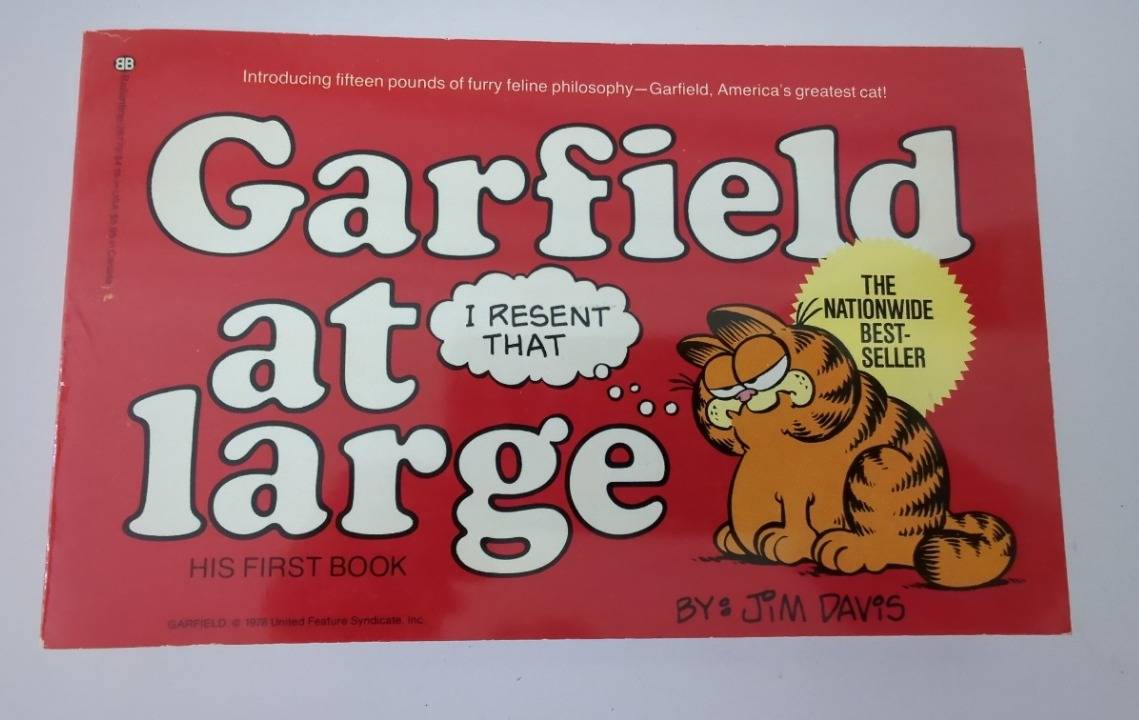 BB
Introducing fifteen pounds of furry feline philosophy—Garfield, America's greatest cat!
Garfield
at
large
I RESENT
THAT
THE
NATIONWIDE
BEST-
SELLER
HIS FIRST BOOK
GARFIELD: © 1978 United Feature Syndicate, Inc.
BY: JIM DAVIS